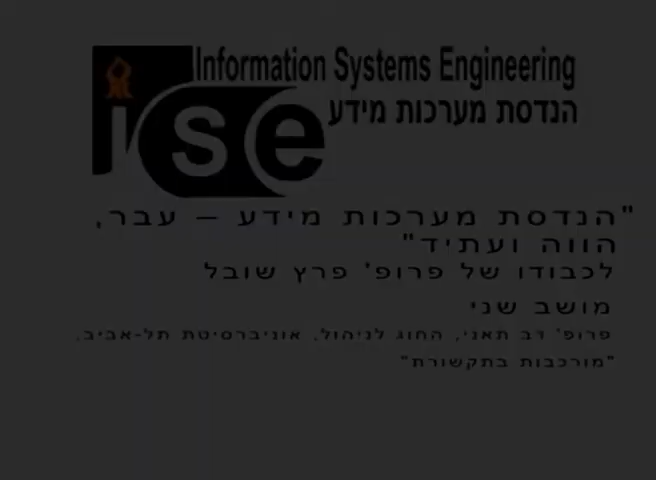 Information Systems Engineering
הנדסת מערכות מידע
ise
"הנדסת מערכות מידע – עבר,
הווה ועתיד"
לכבודו של פרופ' פרץ שובל
מושב שני
פרופ' דב תאני, החוג לניהול, אוניברסיטת תל-אביב,
"מורכבות בתקשורת"